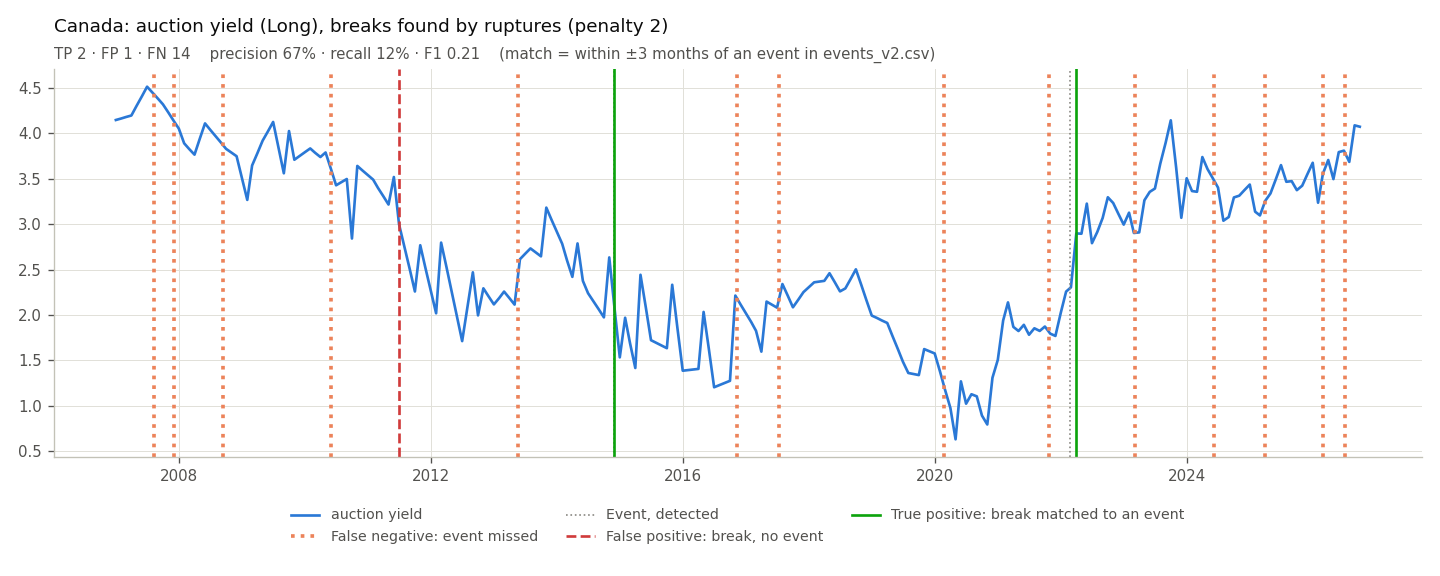 Canada: auction yield (Long), breaks found by ruptures (penalty 2)
TP 2 · FP 1 · FN 14    precision 67% · recall 12% · F1 0.21    (match = within ±3 months of an event in events_v2.csv)
4.5
4.0
3.5
3.0
2.5
2.0
1.5
1.0
0.5
2008 2012 2016 2020 2024
auction yield Event, detected True positive: break matched to an event
False negative: event missed False positive: break, no event